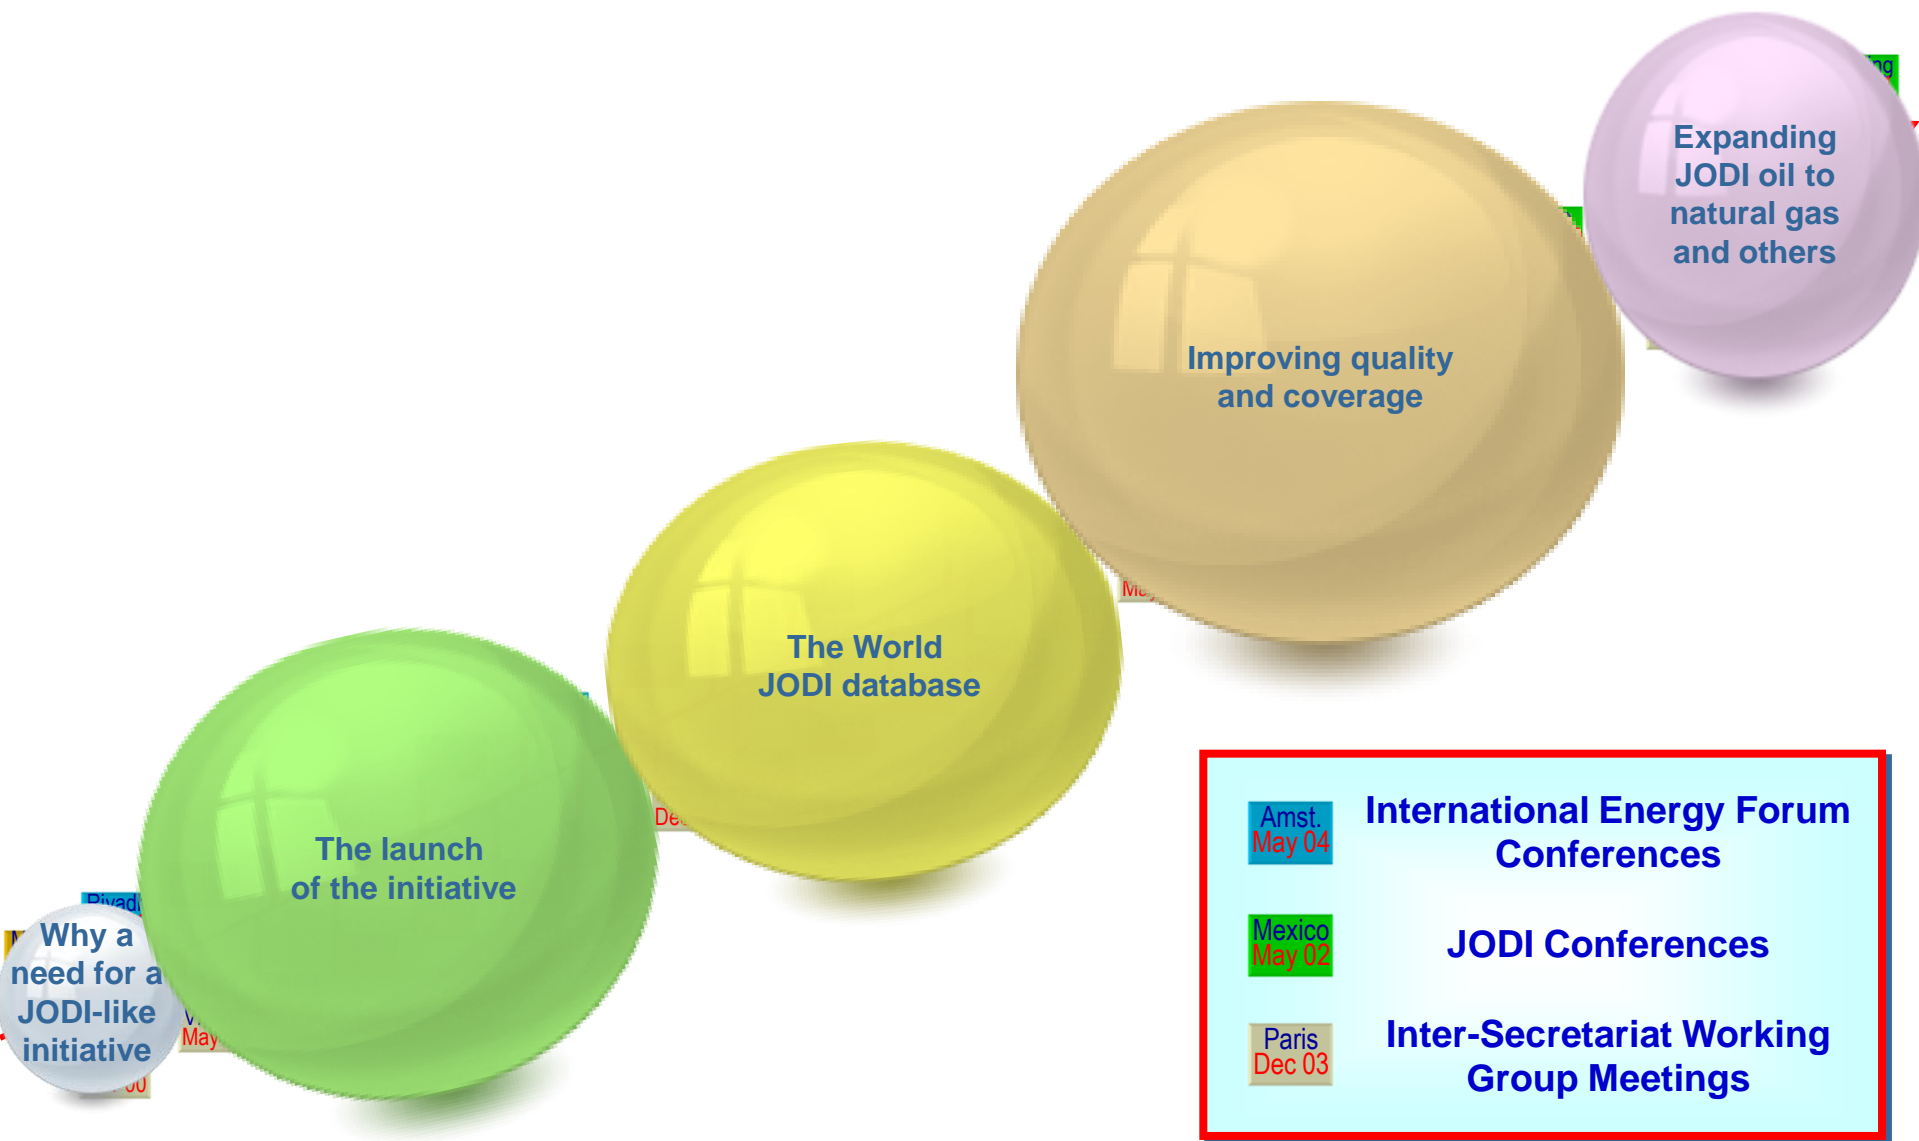 Expanding
JODI oil to
natural gas
and others
Improving quality
and coverage
The World
JODI database
The launch
of the initiative
Why a
need for a
JODI-like
initiative
May
Amst.
May 04
International Energy Forum
Conferences
Mexico
May 02
JODI Conferences
Paris
Dec 03
Inter-Secretariat Working
Group Meetings